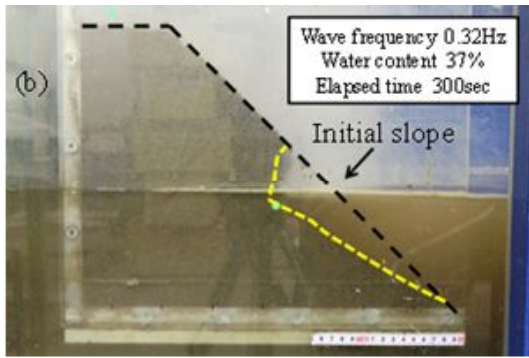 Wave frequency 0.32Hz
Water content 37%
Elapsed time 300sec
(b)
Initial slope